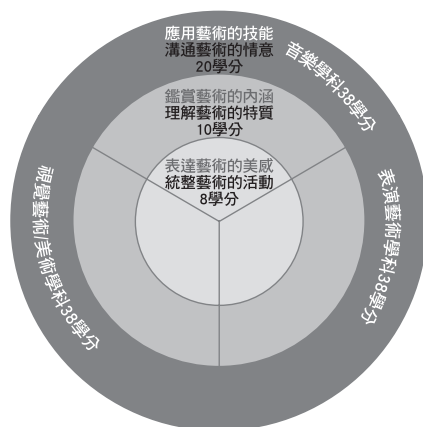 應用藝術的技能
溝通藝術的情意
20學分
音樂學科38學分
鑑賞藝術的內涵
理解藝術的特質
10學分
表達藝術的美感
統整藝術的活動
8學分
視覺藝術/美術學科38學分
表演藝術學科38學分